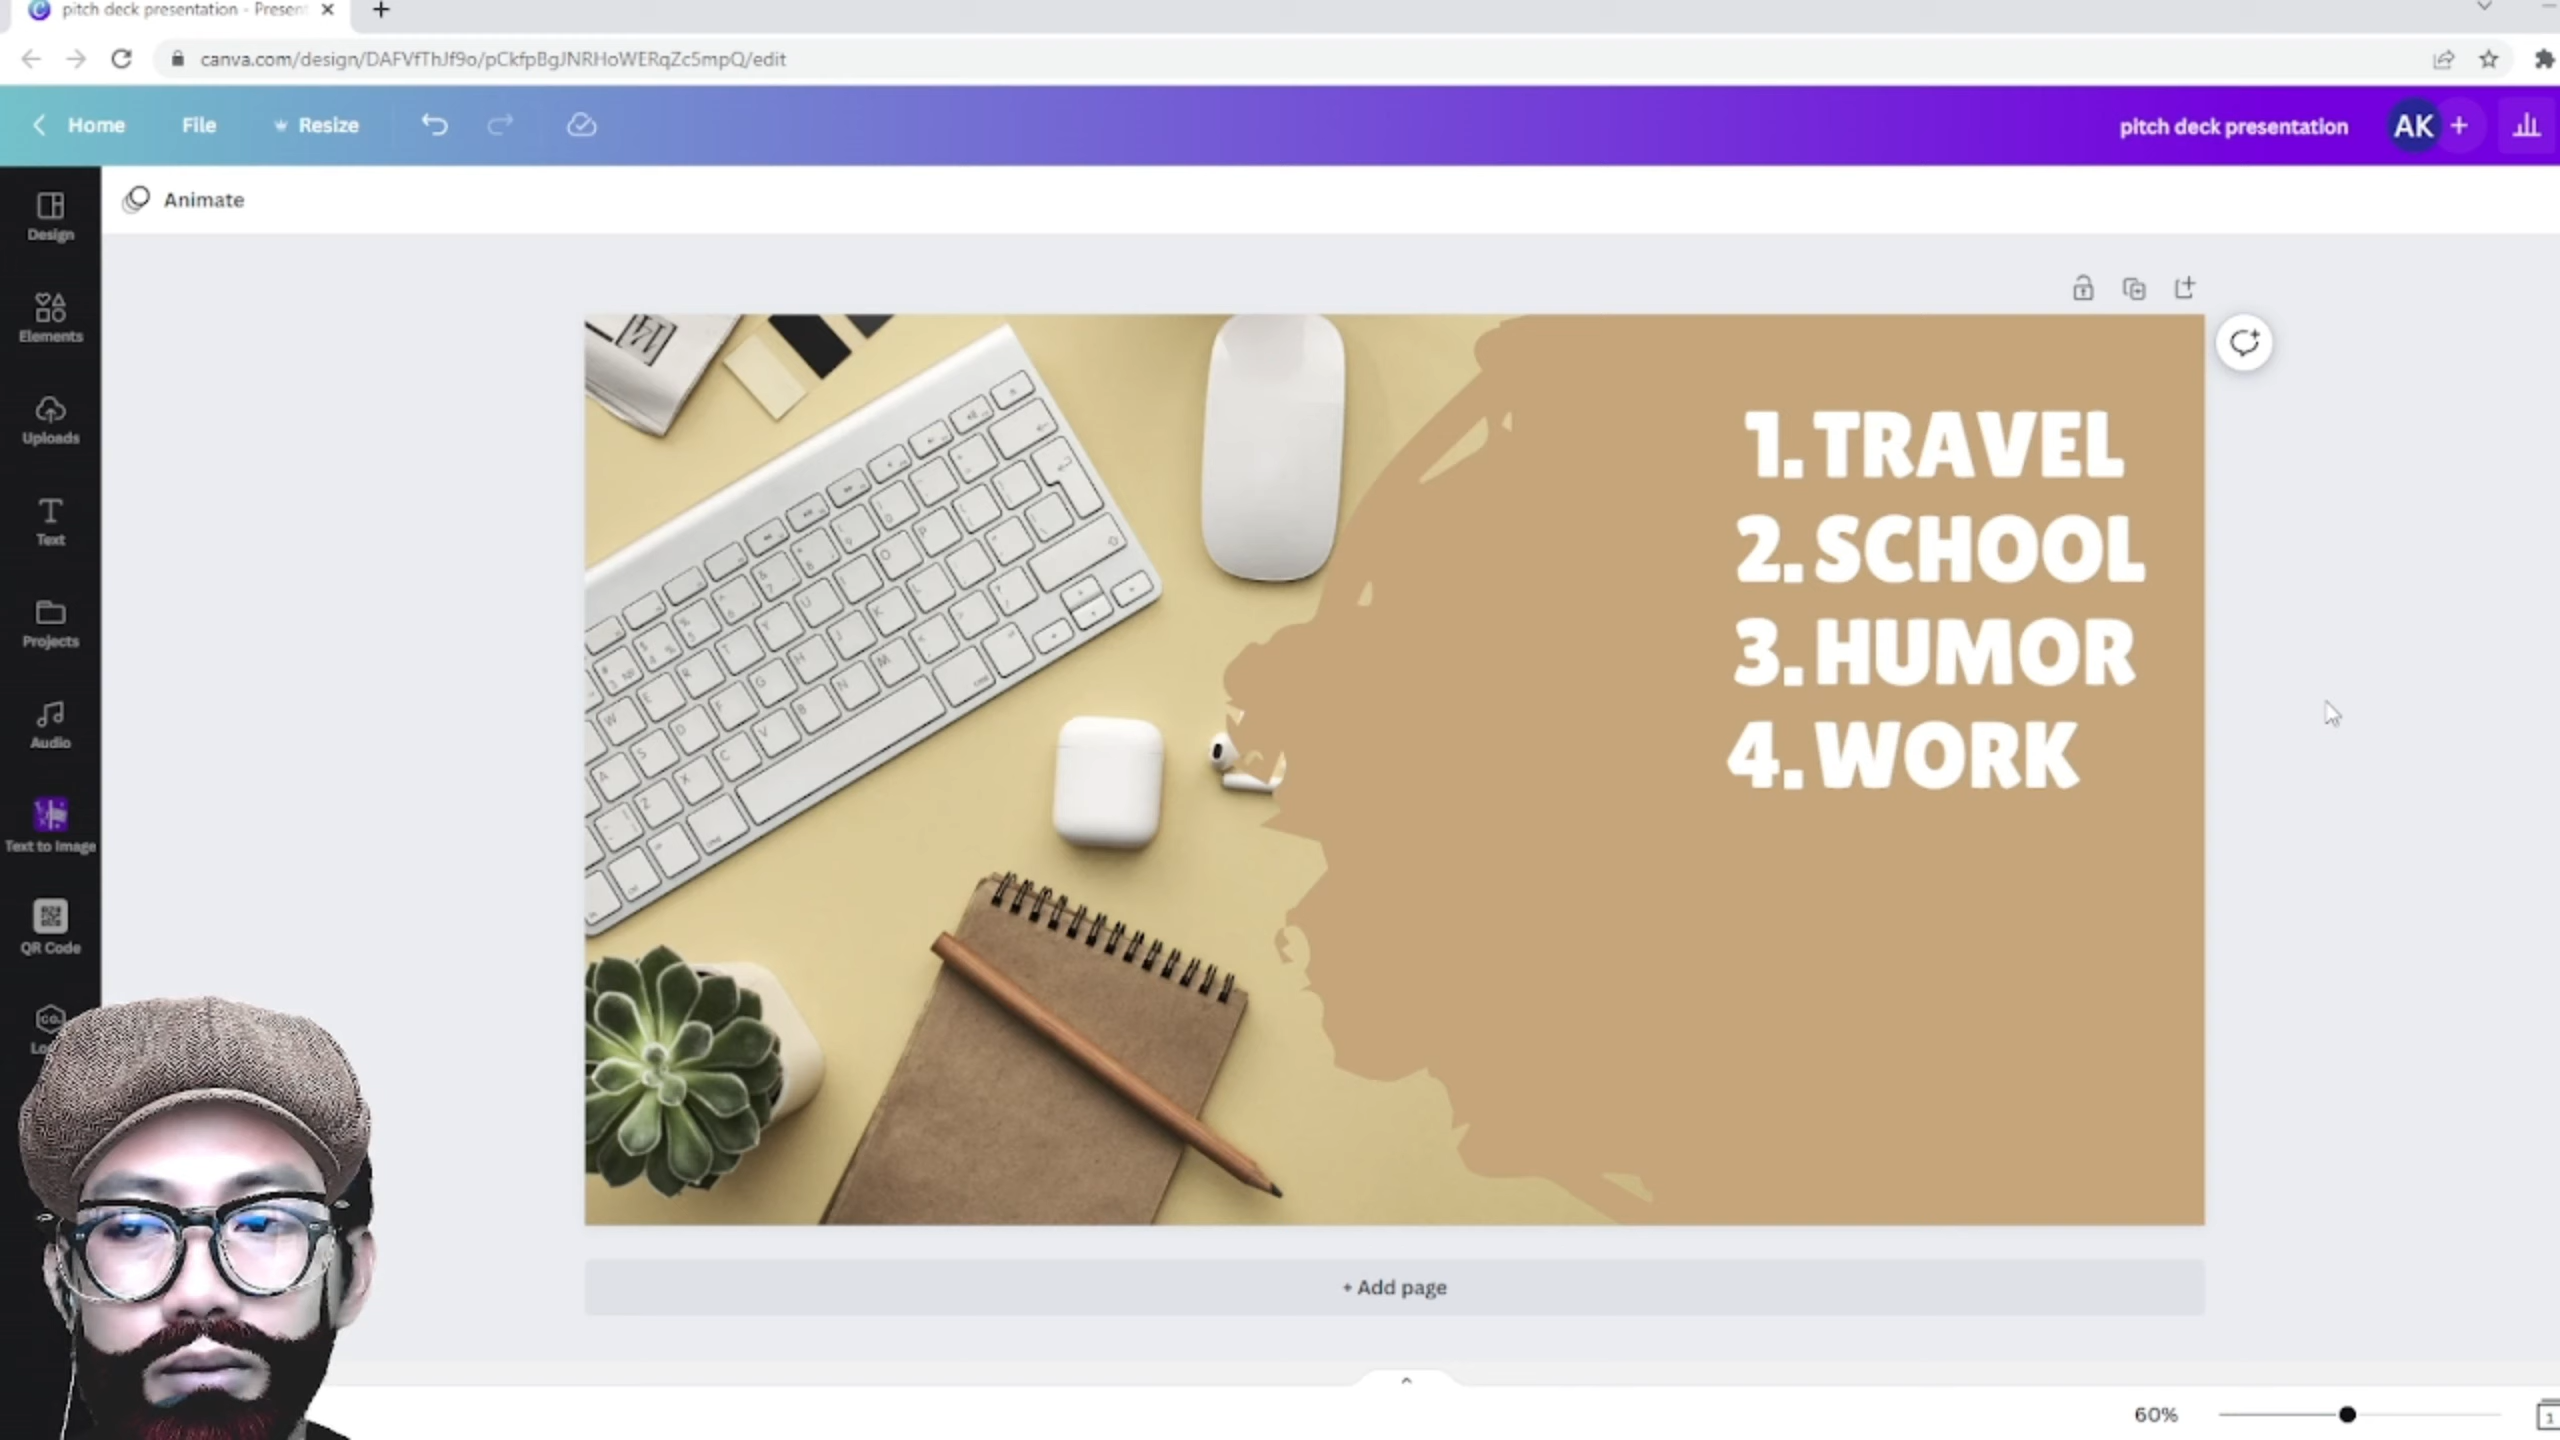 pitch deck presentation - Present
canva.com/design/DAFVfThJf9o/pCkfpBgJNRHoWERqZc5mpQ/edit
Home File Resize
pitch deck presentation AK
Animate
Design
Elements
Uploads
Text
Projects
Audio
Text to Image
QR Code
1. TRAVEL
2. SCHOOL
3. HUMOR
4. WORK
+ Add page
60%
1